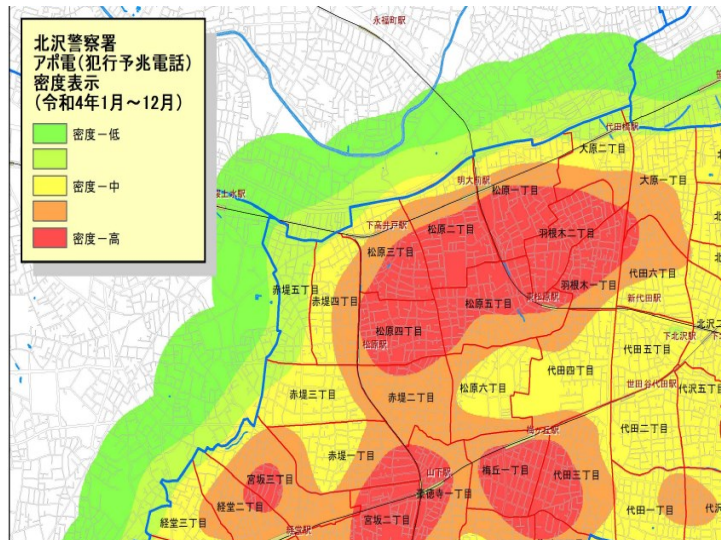 北沢警察署
アポ電(犯行予兆電話)
密度表示
(令和4年1月～12月)
密度－低
密度－中
密度－高
永福町駅
代田橋駅
大原二丁目
明大前駅
松原一丁目
大原一丁目
下高井戸駅
松原二丁目
羽根木二丁目
松原三丁目
代田六丁目
赤堤五丁目
赤堤四丁目
羽根木一丁目
松原五丁目
東松原駅
新代田駅
松原四丁目
松原駅
代田五丁目
下北沢駅
代田四丁目
世田谷代田駅
松原六丁目
代沢五丁目
赤堤三丁目
赤堤二丁目
代田二丁目
梅ヶ丘駅
赤堤一丁目
山下駅
梅丘一丁目
代田三丁目
宮坂三丁目
豪徳寺一丁目
経堂二丁目
代田一丁目
経堂三丁目
宮坂二丁目
経堂駅